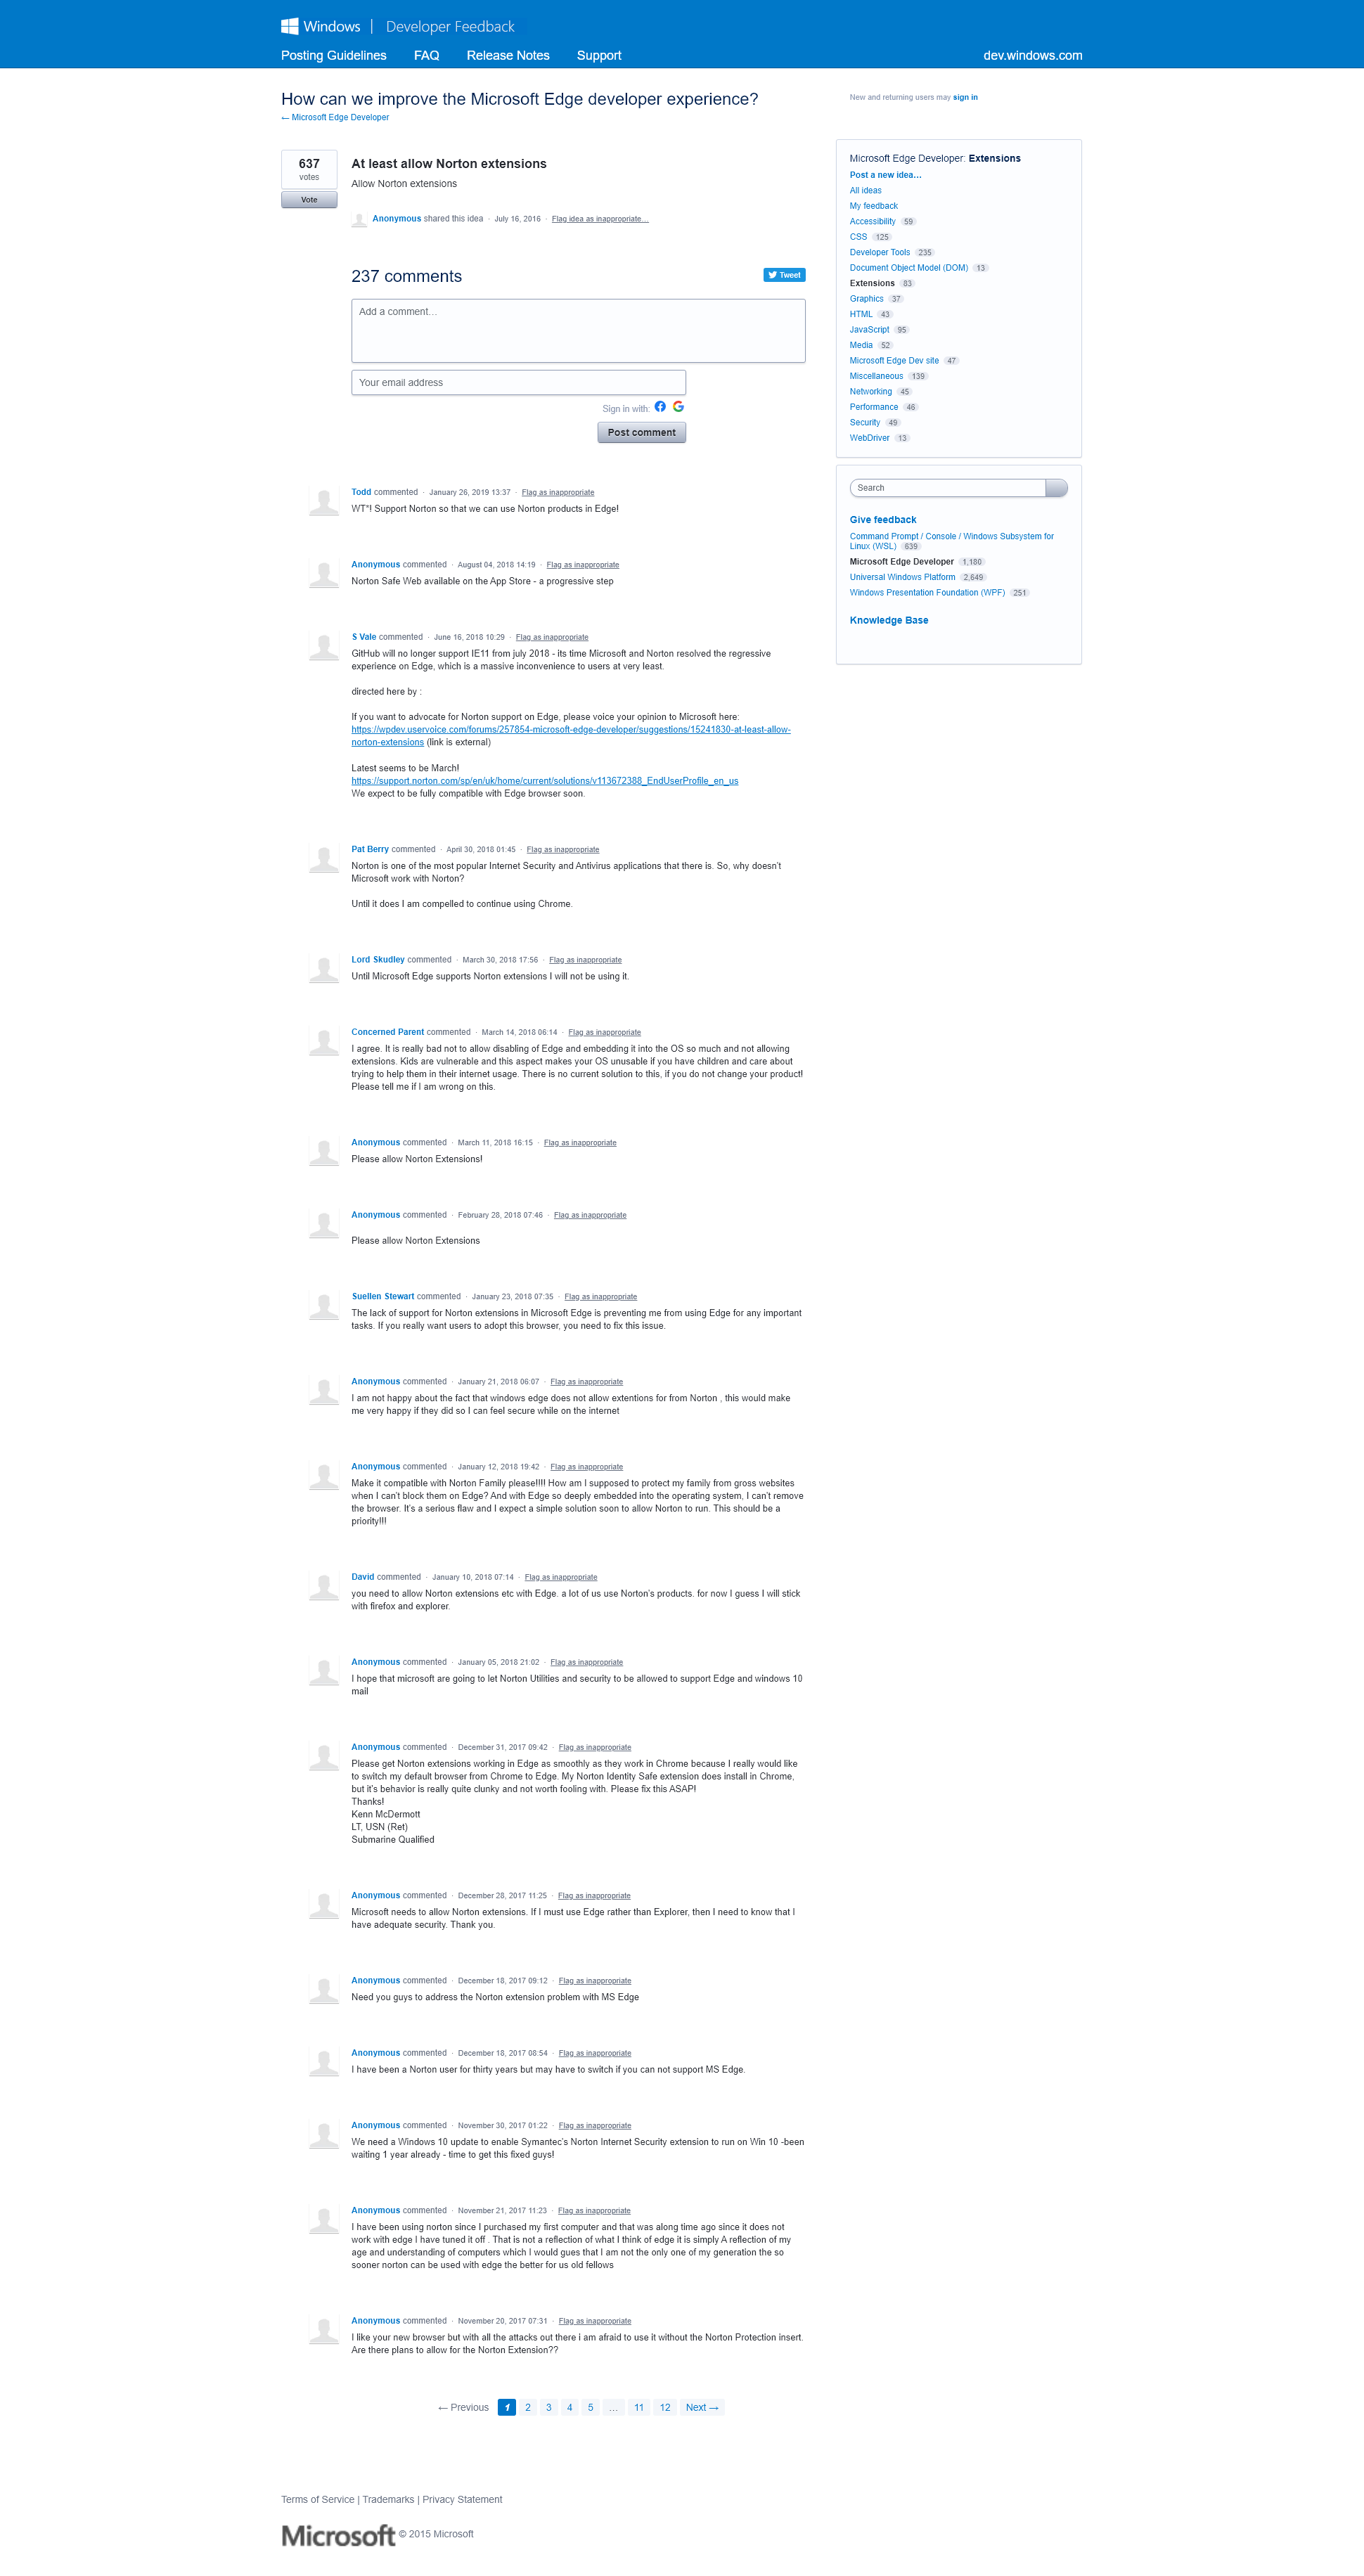 Windows | Developer Feedback
Posting Guidelines FAQ Release Notes Support dev.windows.com
How can we improve the Microsoft Edge developer experience?
← Microsoft Edge Developer
New and returning users may sign in
637
votes
Vote
At least allow Norton extensions
Allow Norton extensions
Anonymous shared this idea · July 16, 2016 · Flag idea as inappropriate…
237 comments
Tweet
Add a comment…
Your email address
Sign in with:
Post comment
Todd commented · January 26, 2019 13:37 · Flag as inappropriate
WT*! Support Norton so that we can use Norton products in Edge!
Anonymous commented · August 04, 2018 14:19 · Flag as inappropriate
Norton Safe Web available on the App Store - a progressive step
S Vale commented · June 16, 2018 10:29 · Flag as inappropriate
GitHub will no longer support IE11 from july 2018 - its time Microsoft and Norton resolved the regressive
experience on Edge, which is a massive inconvenience to users at very least.
directed here by :
If you want to advocate for Norton support on Edge, please voice your opinion to Microsoft here:
https://wpdev.uservoice.com/forums/257854-microsoft-edge-developer/suggestions/15241830-at-least-allow-
norton-extensions (link is external)
Latest seems to be March!
https://support.norton.com/sp/en/uk/home/current/solutions/v113672388_EndUserProfile_en_us
We expect to be fully compatible with Edge browser soon.
Pat Berry commented · April 30, 2018 01:45 · Flag as inappropriate
Norton is one of the most popular Internet Security and Antivirus applications that there is. So, why doesn't
Microsoft work with Norton?
Until it does I am compelled to continue using Chrome.
Lord Skudley commented · March 30, 2018 17:56 · Flag as inappropriate
Until Microsoft Edge supports Norton extensions I will not be using it.
Concerned Parent commented · March 14, 2018 06:14 · Flag as inappropriate
I agree. It is really bad not to allow disabling of Edge and embedding it into the OS so much and not allowing
extensions. Kids are vulnerable and this aspect makes your OS unusable if you have children and care about
trying to help them in their internet usage. There is no current solution to this, if you do not change your product!
Please tell me if I am wrong on this.
Anonymous commented · March 11, 2018 16:15 · Flag as inappropriate
Please allow Norton Extensions!
Anonymous commented · February 28, 2018 07:46 · Flag as inappropriate
Please allow Norton Extensions
Suellen Stewart commented · January 23, 2018 07:35 · Flag as inappropriate
The lack of support for Norton extensions in Microsoft Edge is preventing me from using Edge for any important
tasks. If you really want users to adopt this browser, you need to fix this issue.
Anonymous commented · January 21, 2018 06:07 · Flag as inappropriate
I am not happy about the fact that windows edge does not allow extentions for from Norton , this would make
me very happy if they did so I can feel secure while on the internet
Anonymous commented · January 12, 2018 19:42 · Flag as inappropriate
Make it compatible with Norton Family please!!!! How am I supposed to protect my family from gross websites
when I can't block them on Edge? And with Edge so deeply embedded into the operating system, I can't remove
the browser. It's a serious flaw and I expect a simple solution soon to allow Norton to run. This should be a
priority!!!
David commented · January 10, 2018 07:14 · Flag as inappropriate
you need to allow Norton extensions etc with Edge. a lot of us use Norton's products. for now I guess I will stick
with firefox and explorer.
Anonymous commented · January 05, 2018 21:02 · Flag as inappropriate
I hope that microsoft are going to let Norton Utilities and security to be allowed to support Edge and windows 10
mail
Anonymous commented · December 31, 2017 09:42 · Flag as inappropriate
Please get Norton extensions working in Edge as smoothly as they work in Chrome because I really would like
to switch my default browser from Chrome to Edge. My Norton Identity Safe extension does install in Chrome,
but it's behavior is really quite clunky and not worth fooling with. Please fix this ASAP!
Thanks!
Kenn McDermott
LT, USN (Ret)
Submarine Qualified
Anonymous commented · December 28, 2017 11:25 · Flag as inappropriate
Microsoft needs to allow Norton extensions. If I must use Edge rather than Explorer, then I need to know that I
have adequate security. Thank you.
Anonymous commented · December 18, 2017 09:12 · Flag as inappropriate
Need you guys to address the Norton extension problem with MS Edge
Anonymous commented · December 18, 2017 08:54 · Flag as inappropriate
I have been a Norton user for thirty years but may have to switch if you can not support MS Edge.
Anonymous commented · November 30, 2017 01:22 · Flag as inappropriate
We need a Windows 10 update to enable Symantec's Norton Internet Security extension to run on Win 10 -been
waiting 1 year already - time to get this fixed guys!
Anonymous commented · November 21, 2017 11:23 · Flag as inappropriate
I have been using norton since I purchased my first computer and that was along time ago since it does not
work with edge I have tuned it off . That is not a reflection of what I think of edge it is simply A reflection of my
age and understanding of computers which I would gues that I am not the only one of my generation the so
sooner norton can be used with edge the better for us old fellows
Anonymous commented · November 20, 2017 07:31 · Flag as inappropriate
I like your new browser but with all the attacks out there i am afraid to use it without the Norton Protection insert.
Are there plans to allow for the Norton Extension??
← Previous 1 2 3 4 5 … 11 12 Next →
Microsoft Edge Developer: Extensions
Post a new idea…
All ideas
My feedback
Accessibility 59
CSS 125
Developer Tools 235
Document Object Model (DOM) 13
Extensions 83
Graphics 37
HTML 43
JavaScript 95
Media 52
Microsoft Edge Dev site 47
Miscellaneous 139
Networking 45
Performance 46
Security 49
WebDriver 13
Search
Give feedback
Command Prompt / Console / Windows Subsystem for
Linux (WSL) 639
Microsoft Edge Developer 1,180
Universal Windows Platform 2,649
Windows Presentation Foundation (WPF) 251
Knowledge Base
Terms of Service | Trademarks | Privacy Statement
Microsoft © 2015 Microsoft